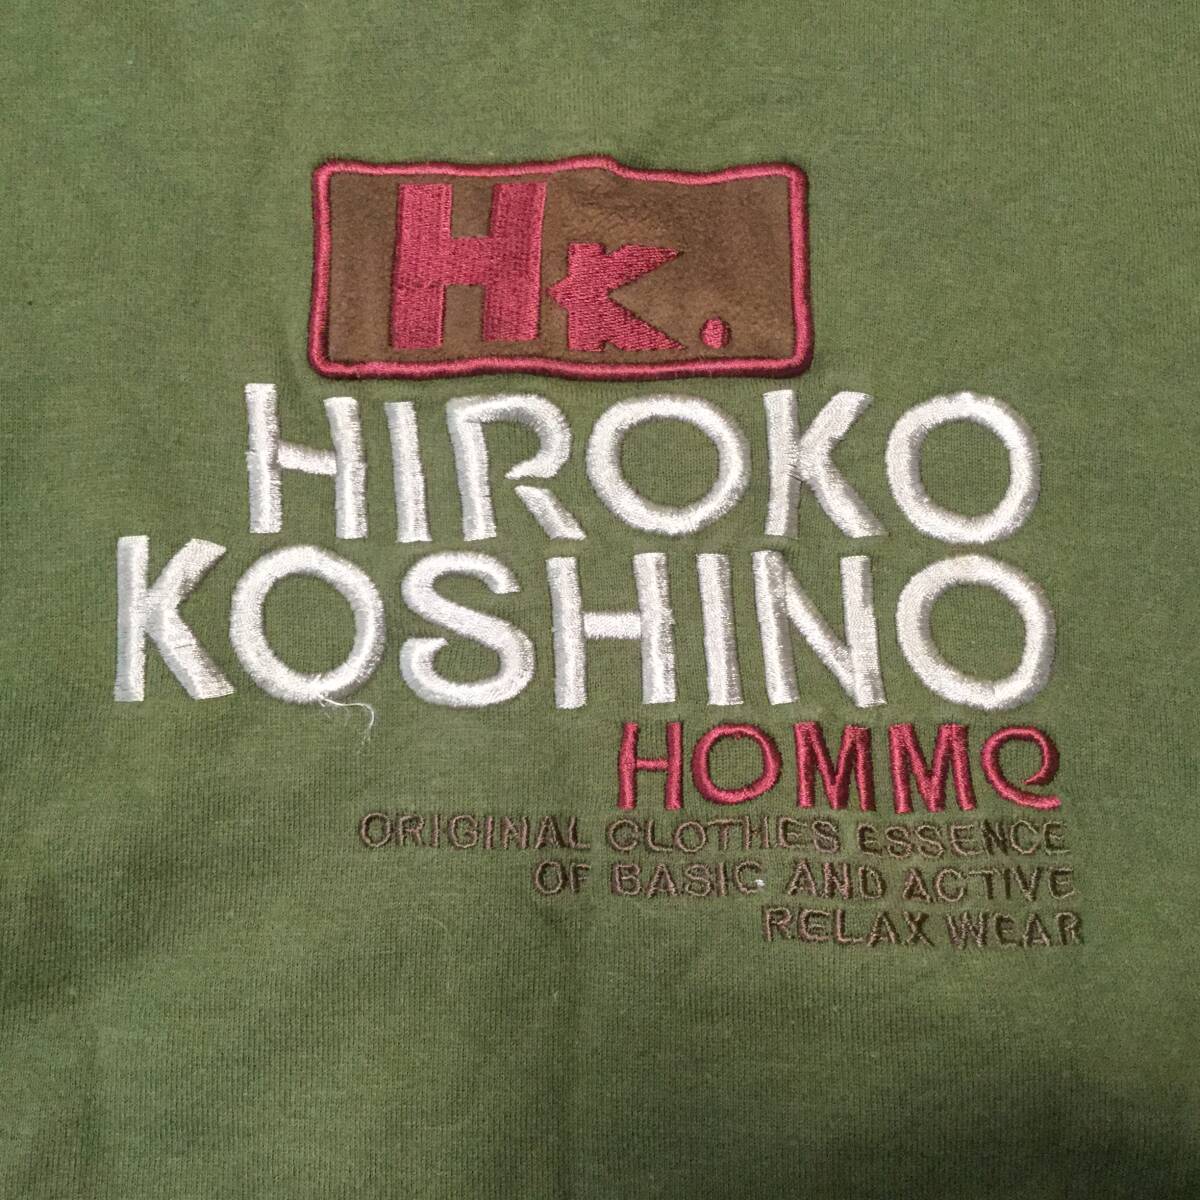 Hk.
HIROKO
KOSHINO
HOMMe
ORIGINAL CLOTHES ESSENCE
OF BASIC AND ACTIVE
RELAX WEAR